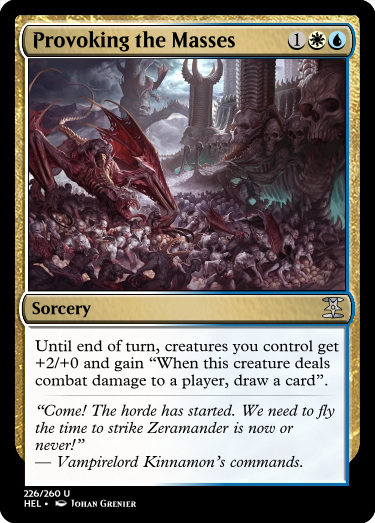 Provoking the Masses 1
Sorcery
Until end of turn, creatures you control get
+2/+0 and gain “When this creature deals
combat damage to a player, draw a card”.
“Come! The horde has started. We need to fly
the time to strike Zeramander is now or
never!”
— Vampirelord Kinnamon’s commands.
226/260 U
HEL • Johan Grenier